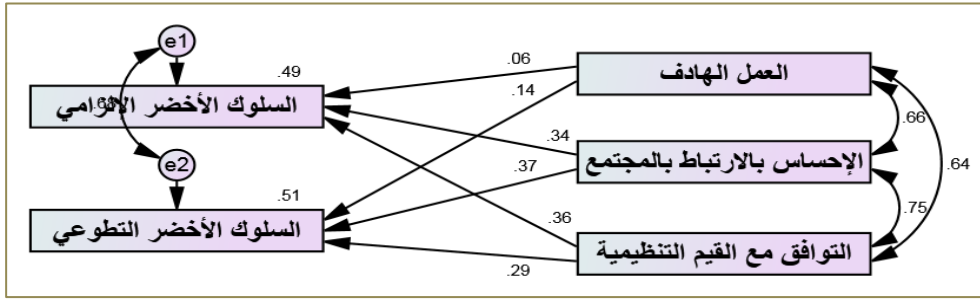 e1
.49
السلوك الأخضر الالزامي
.68
e2
.51
السلوك الأخضر التطوعي
.06
.14
.34
.37
.36
.29
العمل الهادف
الإحساس بالارتباط بالمجتمع
التوافق مع القيم التنظيمية
.66
.64
.75